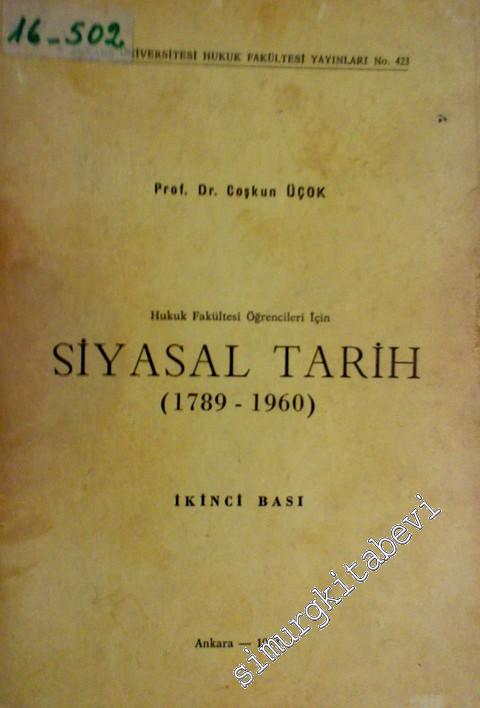 16-502
ÜNİVERSİTESİ HUKUK FAKÜLTESİ YAYINLARI No. 423
Prof. Dr. Coşkun ÜÇOK
Hukuk Fakültesi Öğrencileri İçin
SİYASAL TARİH
(1789 - 1960)
İKİNCİ BASI
Ankara —
simurgkitabevi